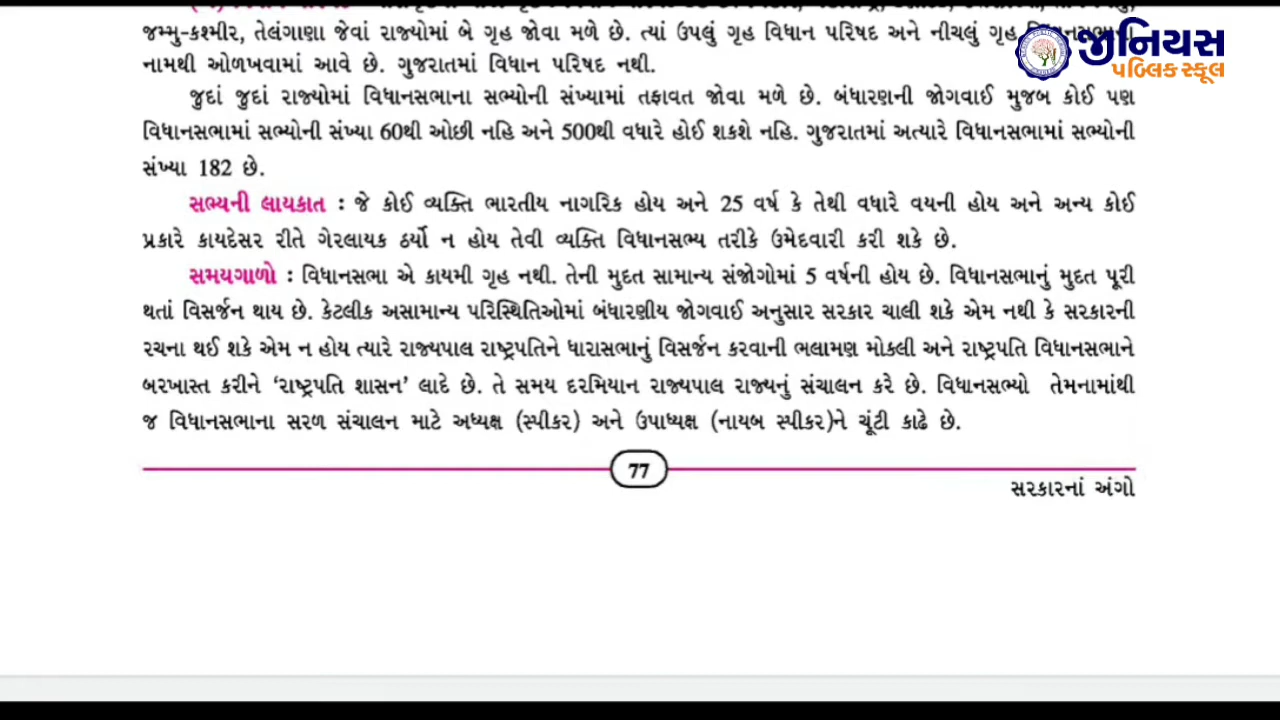 જમ્મુ-કશ્મીર, તેલંગાણા જેવાં રાજ્યોમાં બે ગૃહ જોવા મળે છે. ત્યાં ઉપલું ગૃહ વિધાન પરિષદ અને નીચલું ગૃહ
નામથી ઓળખવામાં આવે છે. ગુજરાતમાં વિધાન પરિષદ નથી.
જીનિયસ
પબ્લિક સ્કૂલ
જુદાં જુદાં રાજ્યોમાં વિધાનસભાના સભ્યોની સંખ્યામાં તફાવત જોવા મળે છે. બંધારણની જોગવાઈ મુજબ કોઈ પણ
વિધાનસભામાં સભ્યોની સંખ્યા 60થી ઓછી નહિ અને 500થી વધારે હોઈ શકશે નહિ. ગુજરાતમાં અત્યારે વિધાનસભામાં સભ્યોની
સંખ્યા 182 છે.
સભ્યની લાયકાત : જે કોઈ વ્યક્તિ ભારતીય નાગરિક હોય અને 25 વર્ષ કે તેથી વધારે વયની હોય અને અન્ય કોઈ
પ્રકારે કાયદેસર રીતે ગેરલાયક ઠર્યો ન હોય તેવી વ્યક્તિ વિધાનસભ્ય તરીકે ઉમેદવારી કરી શકે છે.
સમયગાળો : વિધાનસભા એ કાયમી ગૃહ નથી. તેની મુદત સામાન્ય સંજોગોમાં 5 વર્ષની હોય છે. વિધાનસભાનું મુદત પૂરી
થતાં વિસર્જન થાય છે. કેટલીક અસામાન્ય પરિસ્થિતિઓમાં બંધારણીય જોગવાઈ અનુસાર સરકાર ચાલી શકે એમ નથી કે સરકારની
રચના થઈ શકે એમ ન હોય ત્યારે રાજ્યપાલ રાષ્ટ્રપતિને ધારાસભાનું વિસર્જન કરવાની ભલામણ મોકલી અને રાષ્ટ્રપતિ વિધાનસભાને
બરખાસ્ત કરીને ‘રાષ્ટ્રપતિ શાસન’ લાદે છે. તે સમય દરમિયાન રાજ્યપાલ રાજ્યનું સંચાલન કરે છે. વિધાનસભ્યો તેમનામાંથી
જ વિધાનસભાના સરળ સંચાલન માટે અધ્યક્ષ (સ્પીકર) અને ઉપાધ્યક્ષ (નાયબ સ્પીકર)ને ચૂંટી કાઢે છે.
77
સરકારનાં અંગો